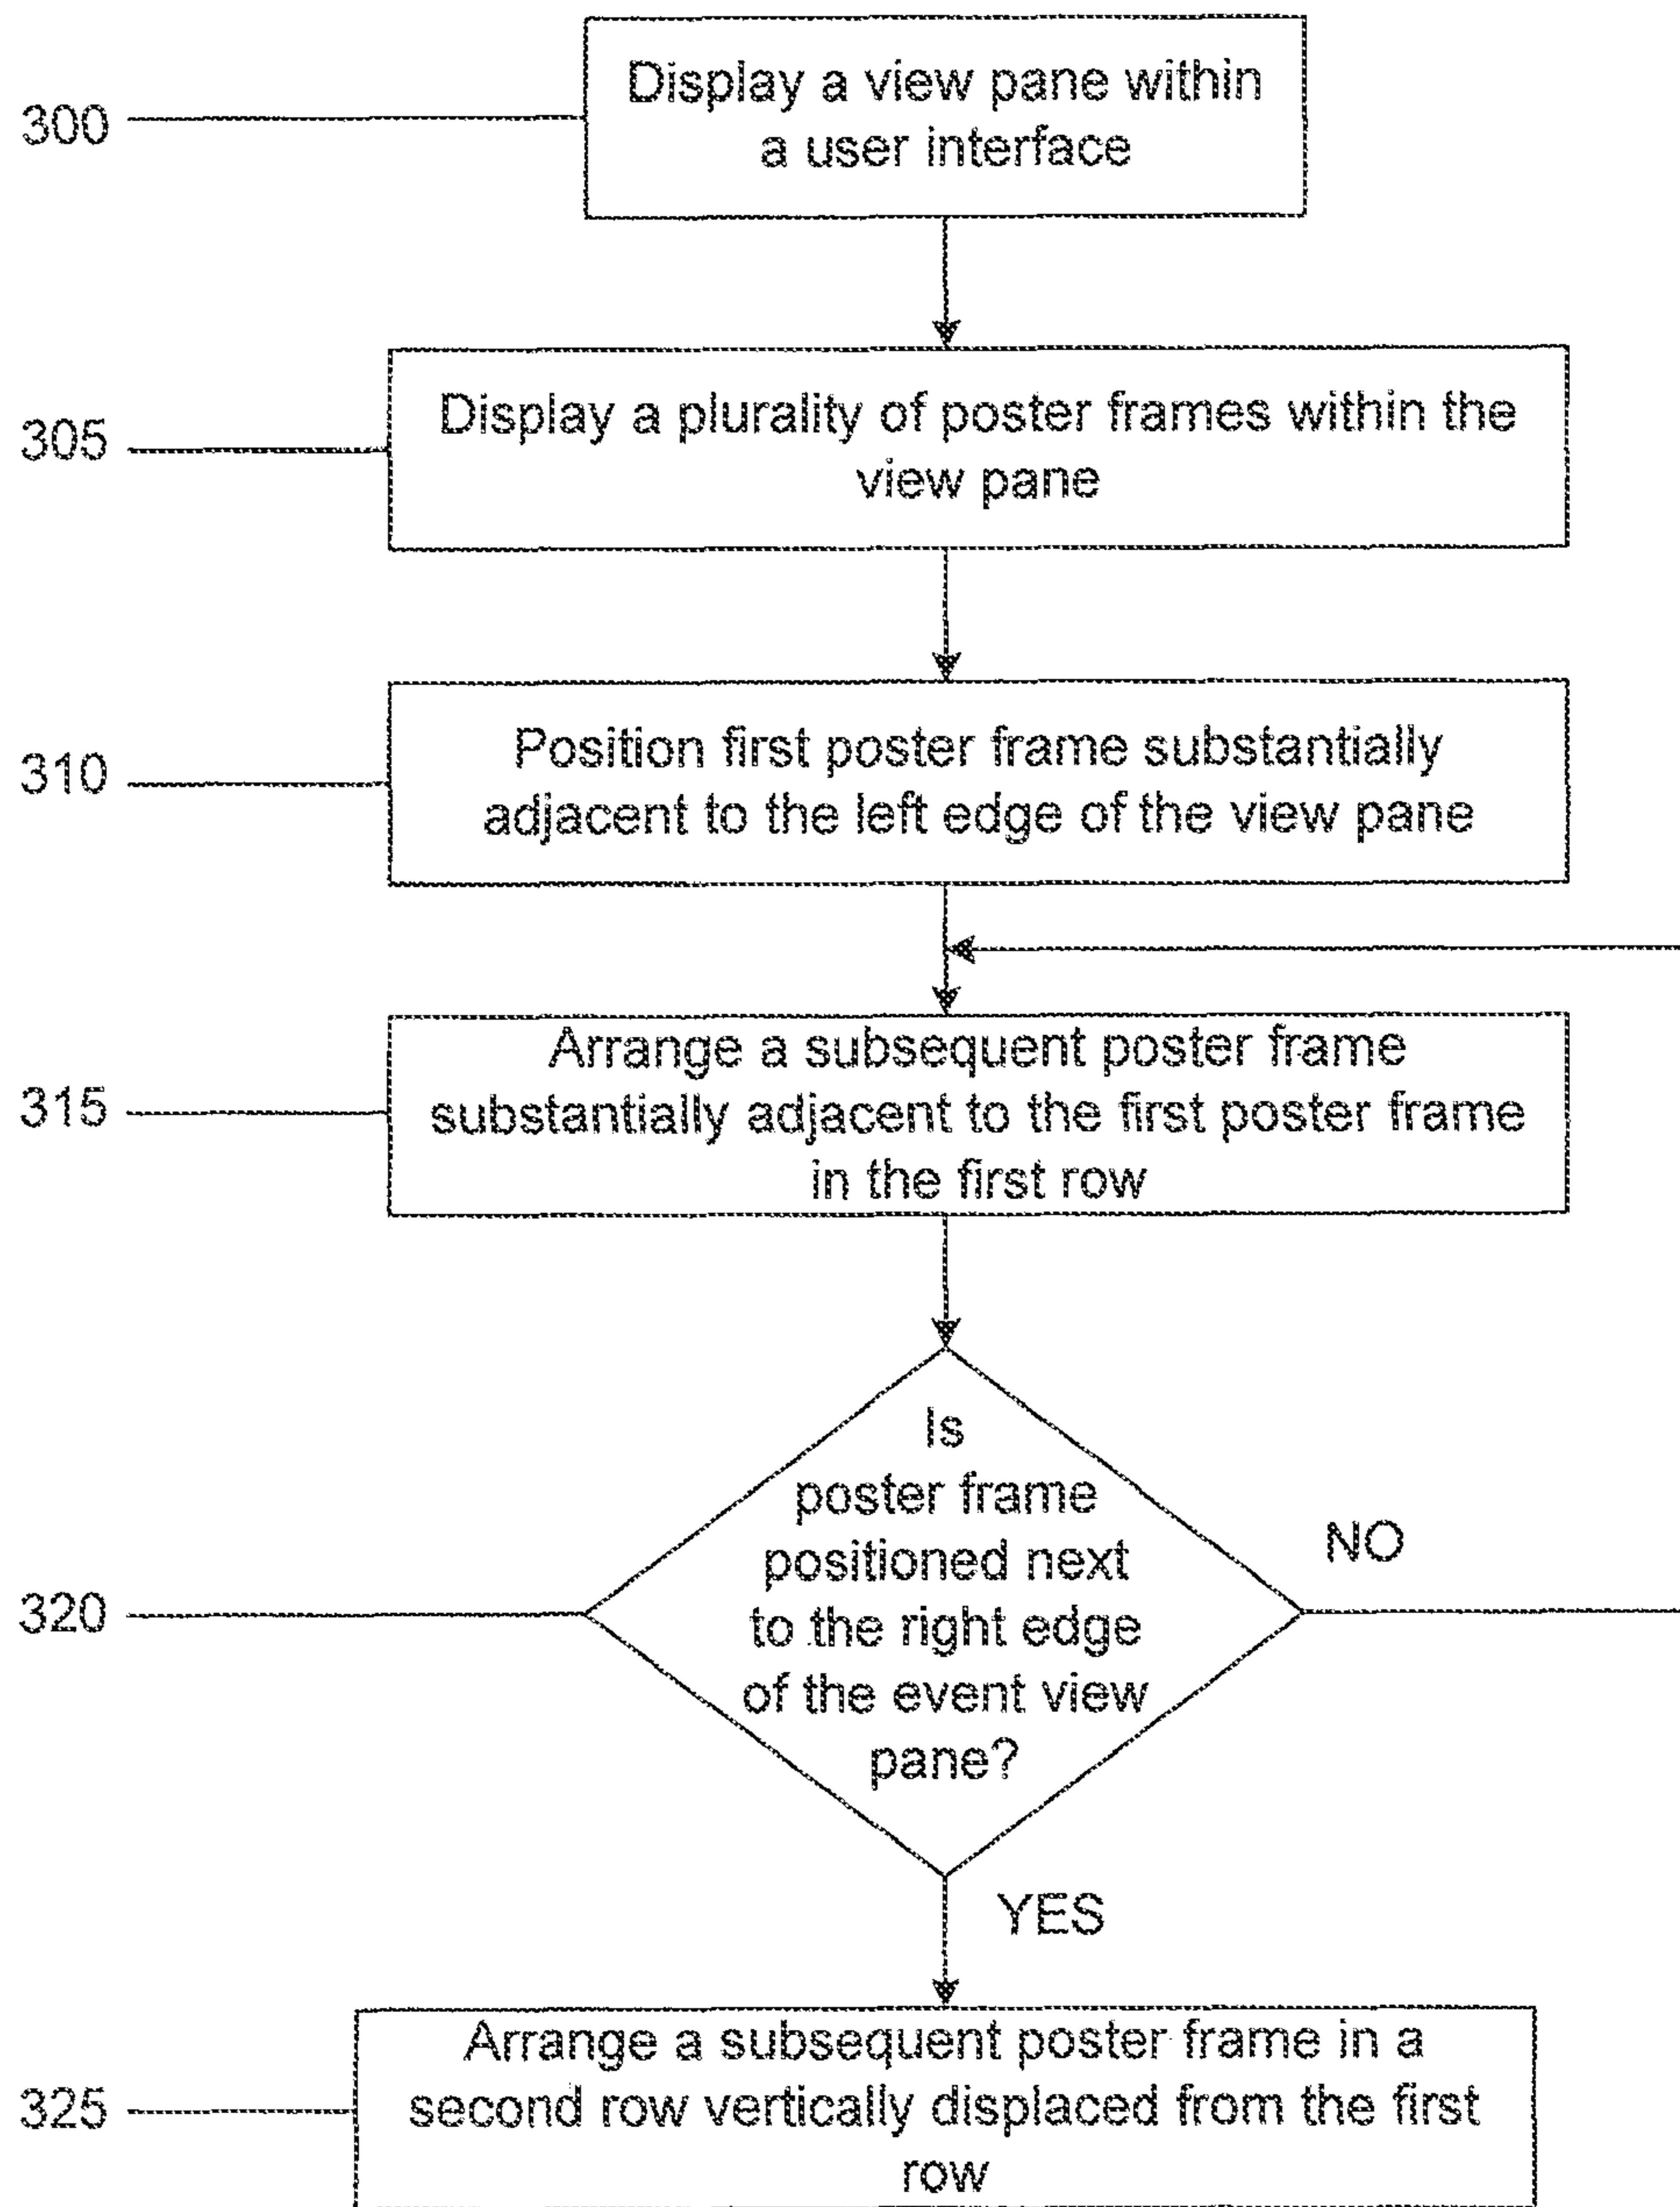 300
Display a view pane within
a user interface
305
Display a plurality of poster frames within the
view pane
310
Position first poster frame substantially
adjacent to the left edge of the view pane
315
Arrange a subsequent poster frame
substantially adjacent to the first poster frame
in the first row
320
Is
poster frame
positioned next
to the right edge
of the event view
pane?
NO
YES
325
Arrange a subsequent poster frame in a
second row vertically displaced from the first
row